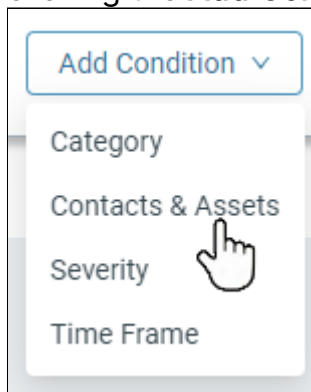 Add Condition
Category
Contacts & Assets
Severity
Time Frame